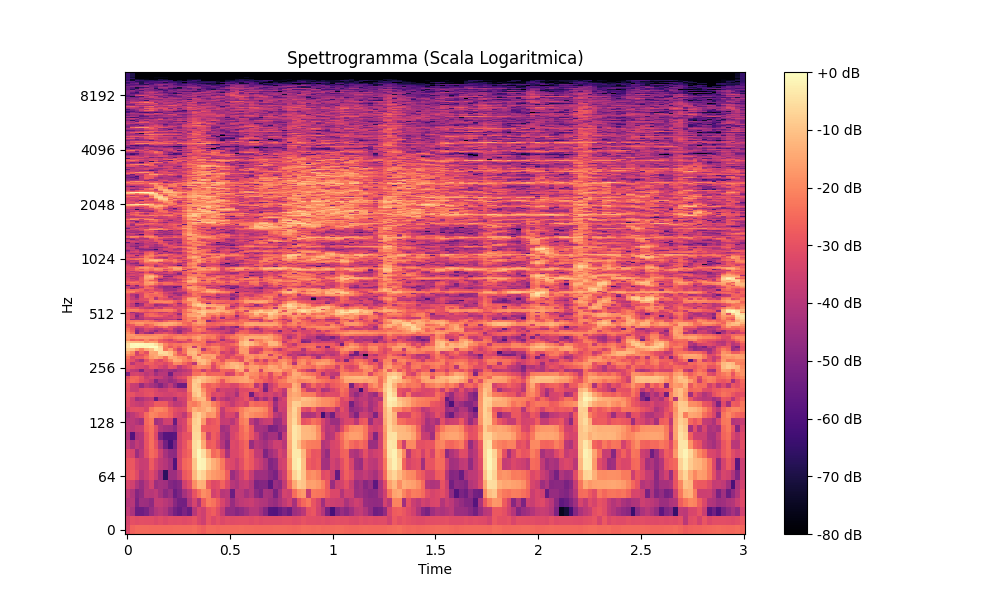 Spettrogramma (Scala Logaritmica)
Hz
8192
4096
2048
1024
512
256
128
64
0
0 0.5 1 1.5 2 2.5 3
Time
+0 dB
-10 dB
-20 dB
-30 dB
-40 dB
-50 dB
-60 dB
-70 dB
-80 dB